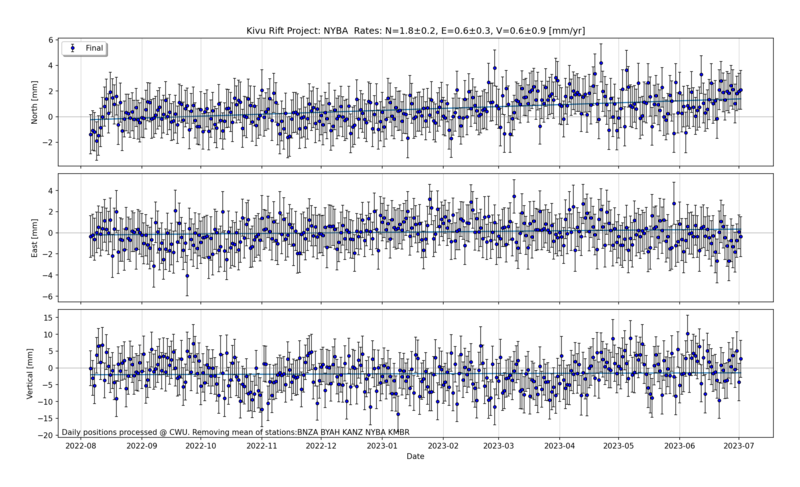 Kivu Rift Project: NYBA Rates: N=1.8±0.2, E=0.6±0.3, V=0.6±0.9 [mm/yr]
Final
North [mm]
6
4
2
0
−2
East [mm]
4
2
0
−2
−4
−6
Vertical [mm]
15
10
5
0
−5
−10
−15
−20
Daily positions processed @ CWU. Removing mean of stations:BNZA BYAH KANZ NYBA KMBR
2022-08 2022-09 2022-10 2022-11 2022-12 2023-01 2023-02 2023-03 2023-04 2023-05 2023-06 2023-07
Date